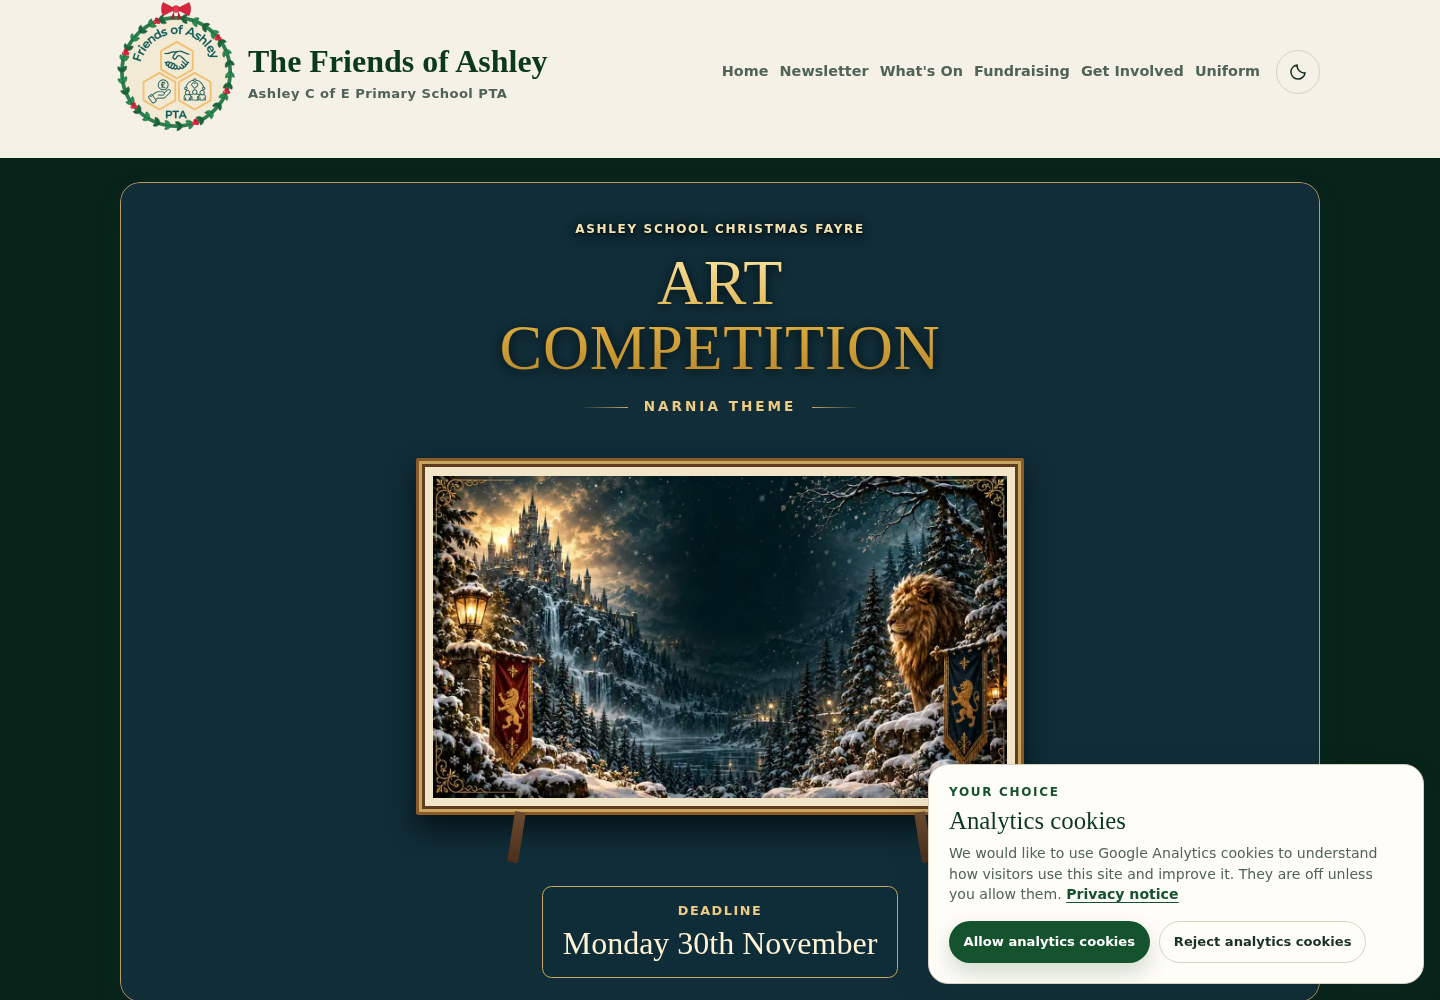 Friends of Ashley
PTA
The Friends of Ashley
Ashley C of E Primary School PTA
Home Newsletter What's On Fundraising Get Involved Uniform
ASHLEY SCHOOL CHRISTMAS FAYRE
ART
COMPETITION
NARNIA THEME
DEADLINE
Monday 30th November
YOUR CHOICE
Analytics cookies
We would like to use Google Analytics cookies to understand
how visitors use this site and improve it. They are off unless
you allow them. Privacy notice
Allow analytics cookies Reject analytics cookies